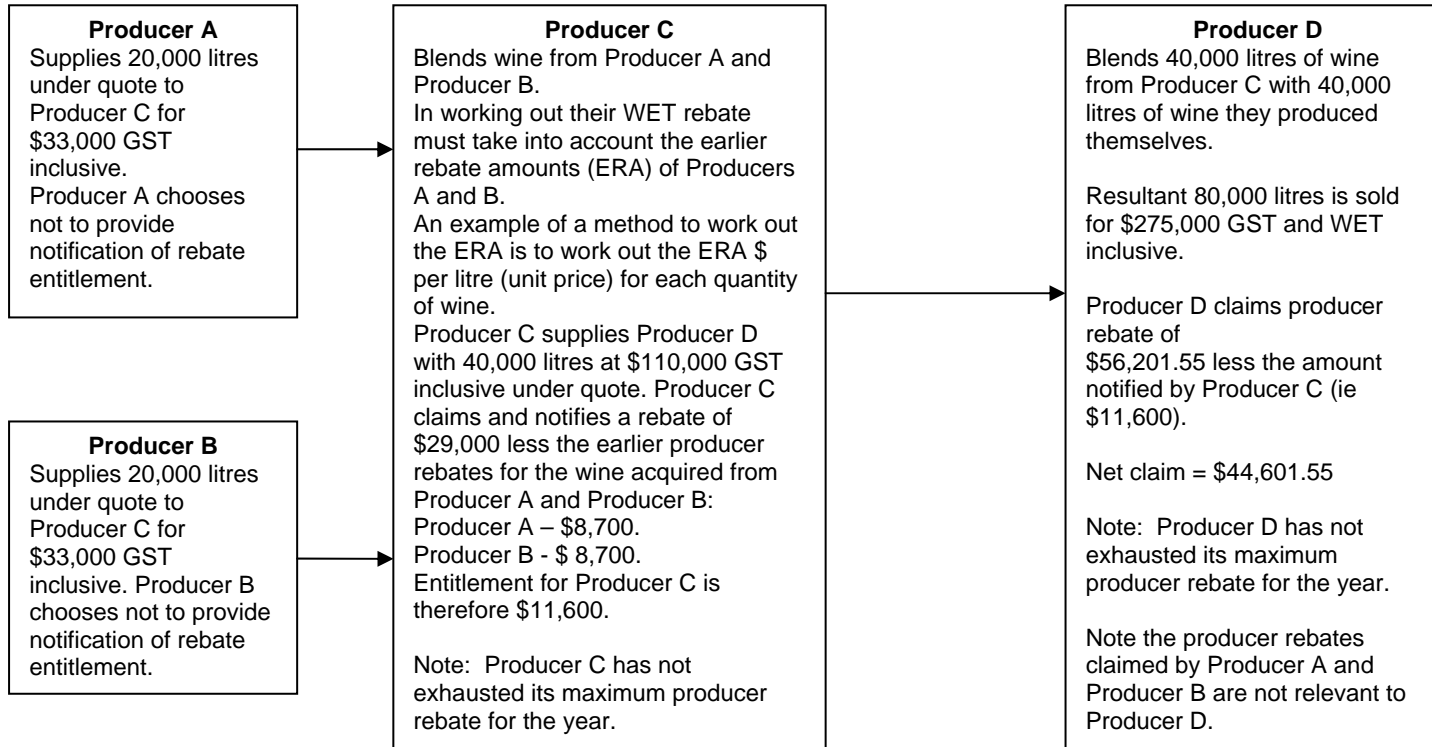 Producer A
Supplies 20,000 litres
under quote to
Producer C for
$33,000 GST
inclusive.
Producer A chooses
not to provide
notification of rebate
entitlement.
Producer B
Supplies 20,000 litres
under quote to
Producer C for
$33,000 GST
inclusive. Producer B
chooses not to provide
notification of rebate
entitlement.
Producer C
Blends wine from Producer A and
Producer B.
In working out their WET rebate
must take into account the earlier
rebate amounts (ERA) of Producers
A and B.
An example of a method to work out
the ERA is to work out the ERA $
per litre (unit price) for each quantity
of wine.
Producer C supplies Producer D
with 40,000 litres at $110,000 GST
inclusive under quote. Producer C
claims and notifies a rebate of
$29,000 less the earlier producer
rebates for the wine acquired from
Producer A and Producer B:
Producer A – $8,700.
Producer B - $ 8,700.
Entitlement for Producer C is
therefore $11,600.
Note: Producer C has not
exhausted its maximum producer
rebate for the year.
Producer D
Blends 40,000 litres of wine
from Producer C with 40,000
litres of wine they produced
themselves.
Resultant 80,000 litres is sold
for $275,000 GST and WET
inclusive.
Producer D claims producer
rebate of
$56,201.55 less the amount
notified by Producer C (ie
$11,600).
Net claim = $44,601.55
Note: Producer D has not
exhausted its maximum
producer rebate for the year.
Note the producer rebates
claimed by Producer A and
Producer B are not relevant to
Producer D.